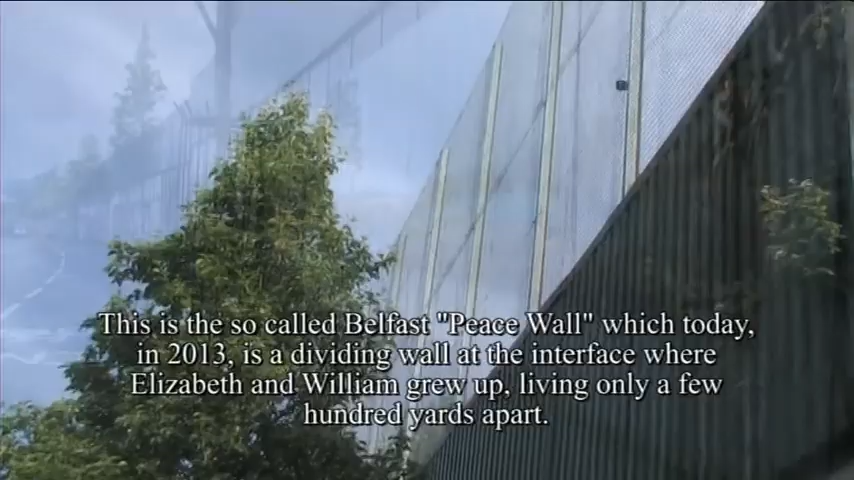 This is the so called Belfast "Peace Wall" which today,
in 2013, is a dividing wall at the interface where
Elizabeth and William grew up, living only a few
hundred yards apart.